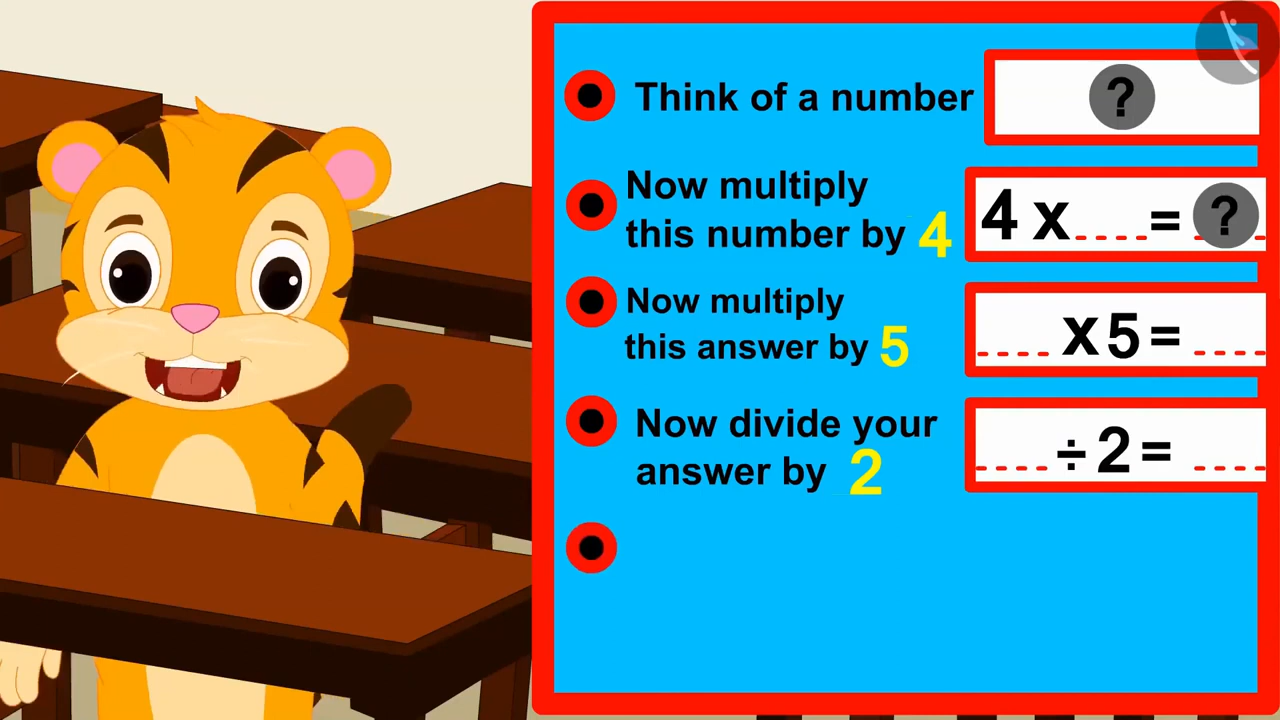 Think of a number
?
Now multiply
this number by 4
4 x = ?
Now multiply
this answer by 5
x 5 =
Now divide your
answer by 2
÷ 2 =